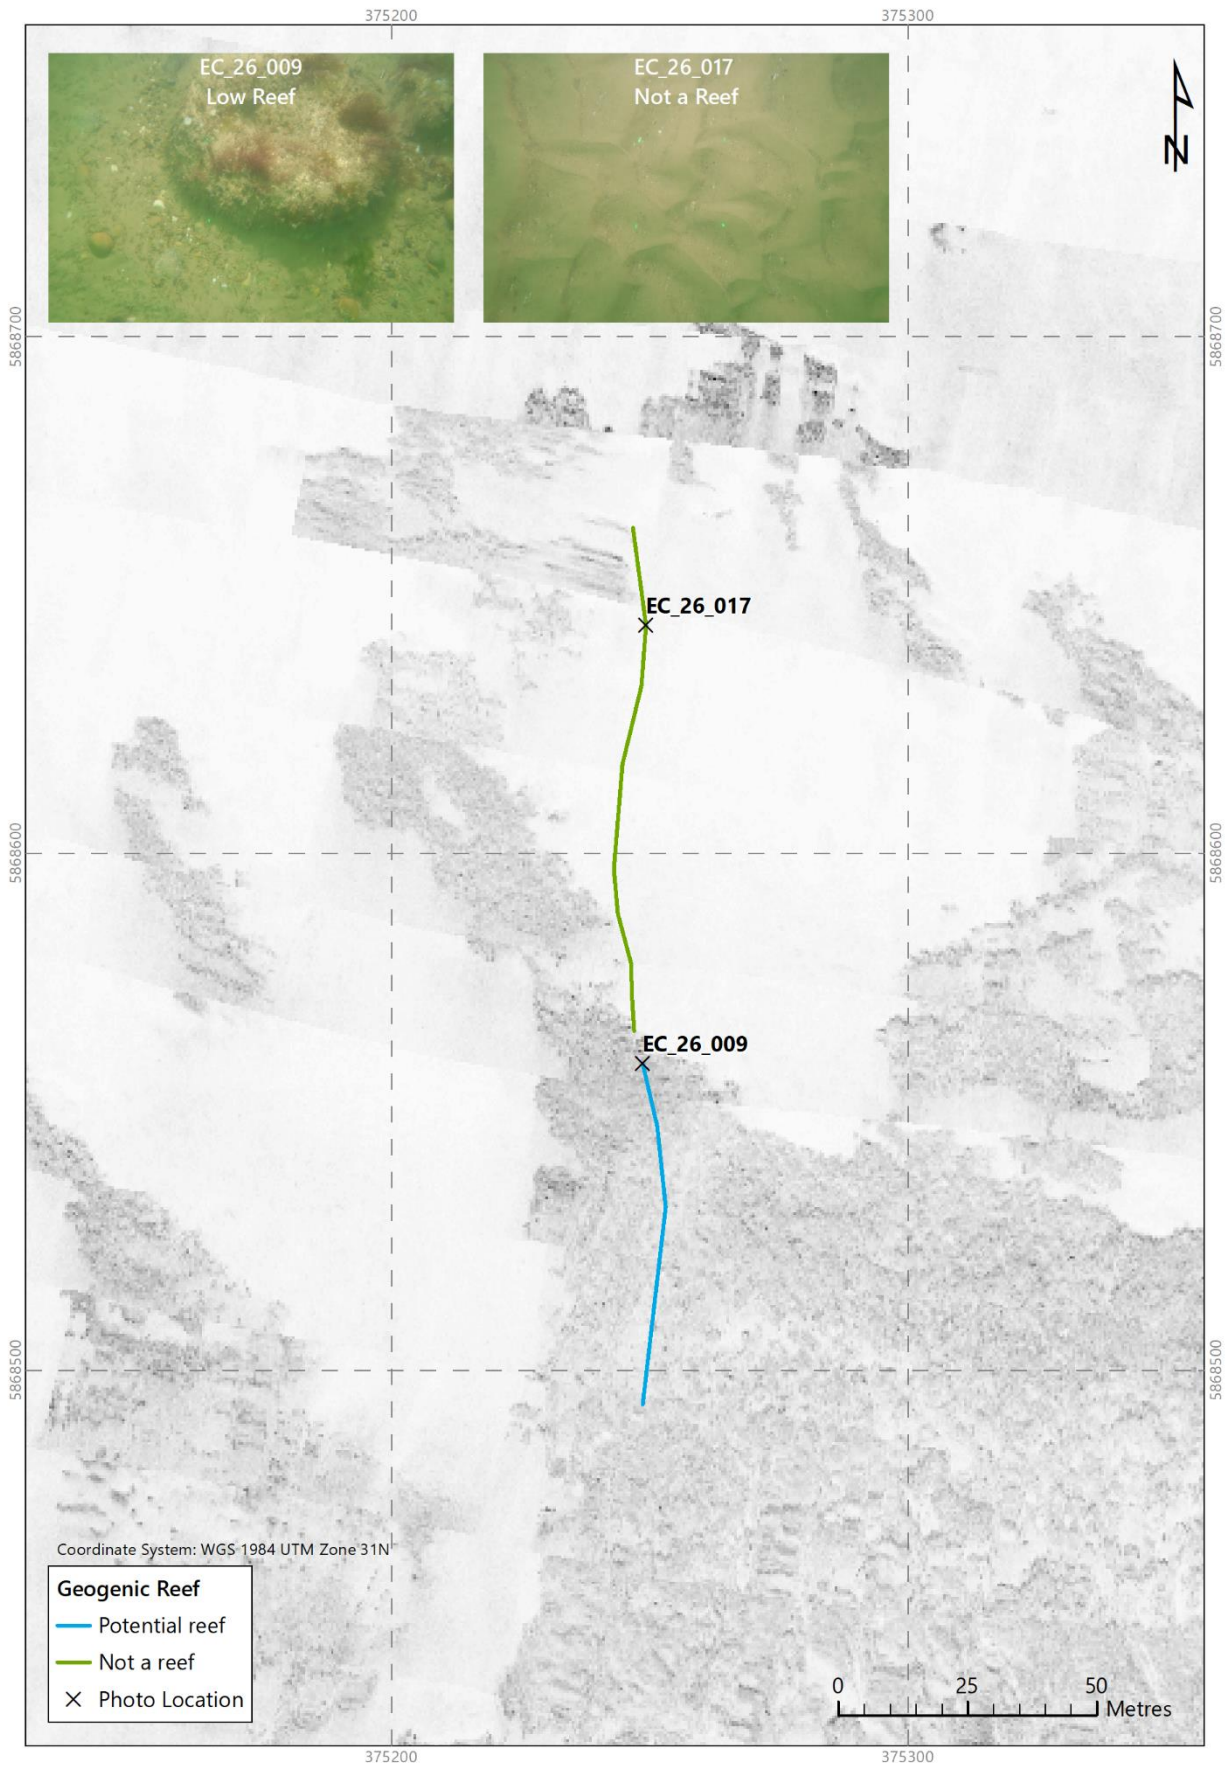 375200
375300
EC_26_009
Low Reef
EC_26_017
Not a Reef
N
5868700
5868700
EC_26_017
5868600
5868600
EC_26_009
5868500
5868500
Coordinate System: WGS 1984 UTM Zone 31N
Geogenic Reef
Potential reef
Not a reef
Photo Location
0 25 50
Metres
375200
375300